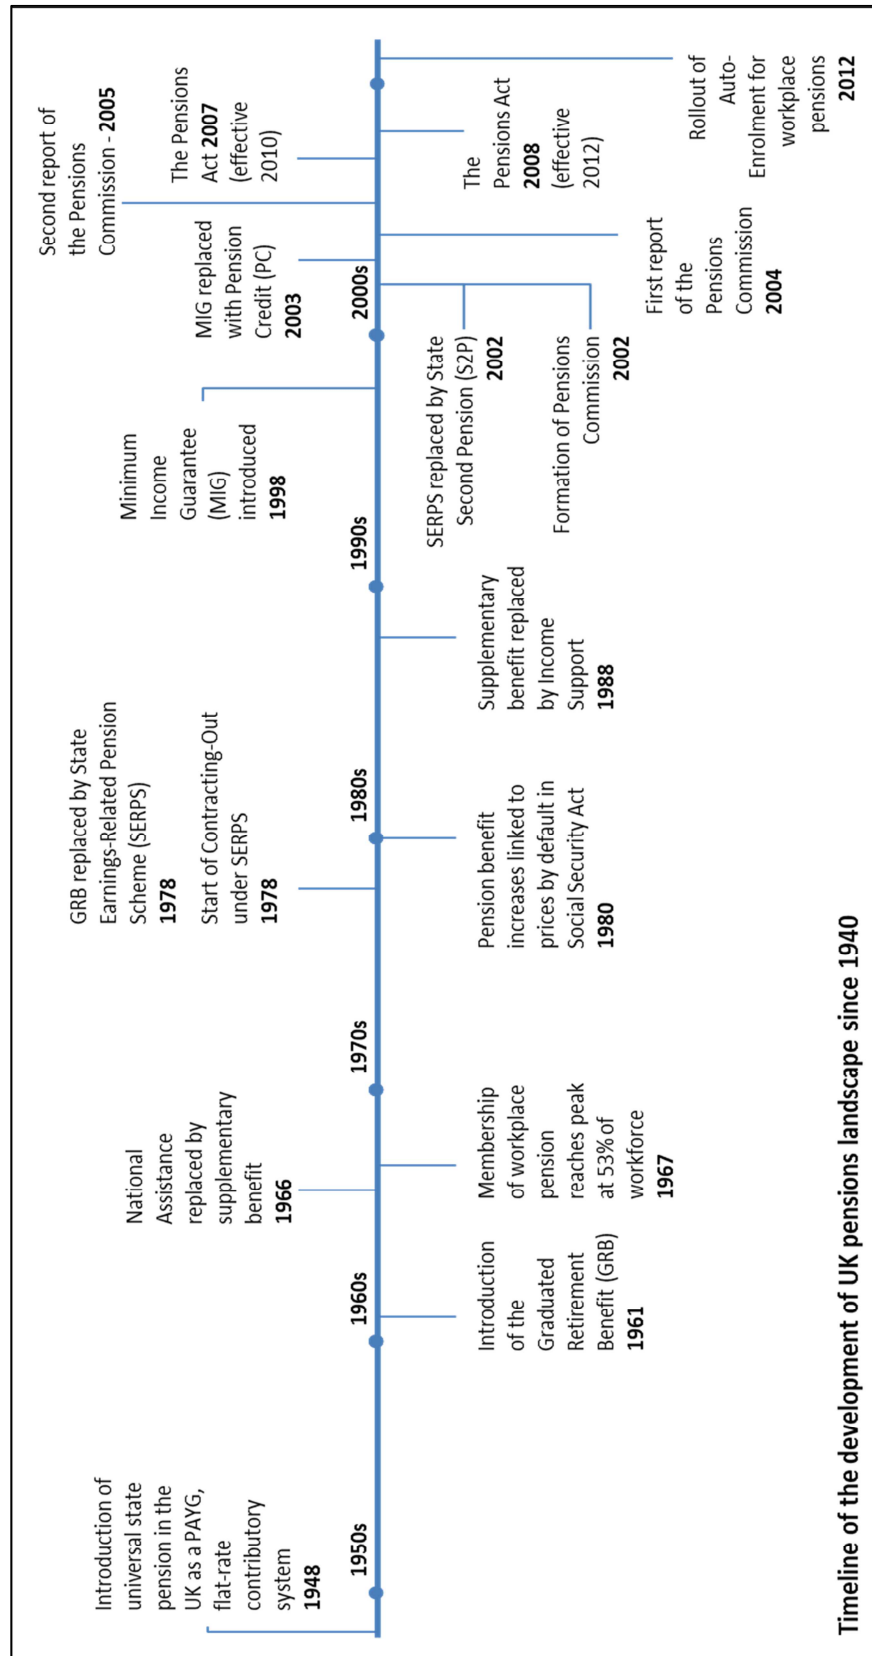 Introduction of
universal state
pension in the
UK as a PAYG,
flat-rate
contributory
system
1948
National
Assistance
replaced by
supplementary
benefit
1966
GRB replaced by State
Earnings-Related Pension
Scheme (SERPS)
1978
Start of Contracting-Out
under SERPS
1978
Minimum
Income
Guarantee
(MIG)
introduced
1998
MIG replaced
with Pension
Credit (PC)
2003
Second report of
the Pensions
Commission - 2005
The Pensions
Act 2007
(effective
2010)
1950s
1960s
1970s
1980s
1990s
2000s
Introduction
of the
Graduated
Retirement
Benefit (GRB)
1961
Membership
of workplace
pension
reaches peak
at 53% of
workforce
1967
Pension benefit
increases linked to
prices by default in
Social Security Act
1980
Supplementary
benefit replaced
by Income
Support
1988
SERPS replaced by State
Second Pension (S2P)
2002
Formation of Pensions
Commission
2002
First report
of the
Pensions
Commission
2004
The
Pensions Act
2008
(effective
2012)
Rollout of
Auto-
Enrolment for
workplace
pensions
2012
Timeline of the development of UK pensions landscape since 1940